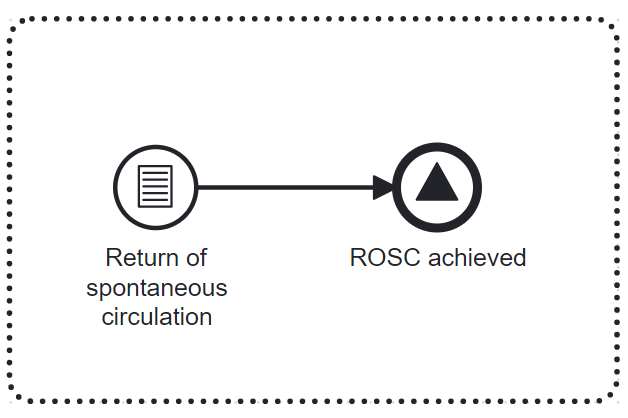 Return of
spontaneous
circulation
ROSC achieved